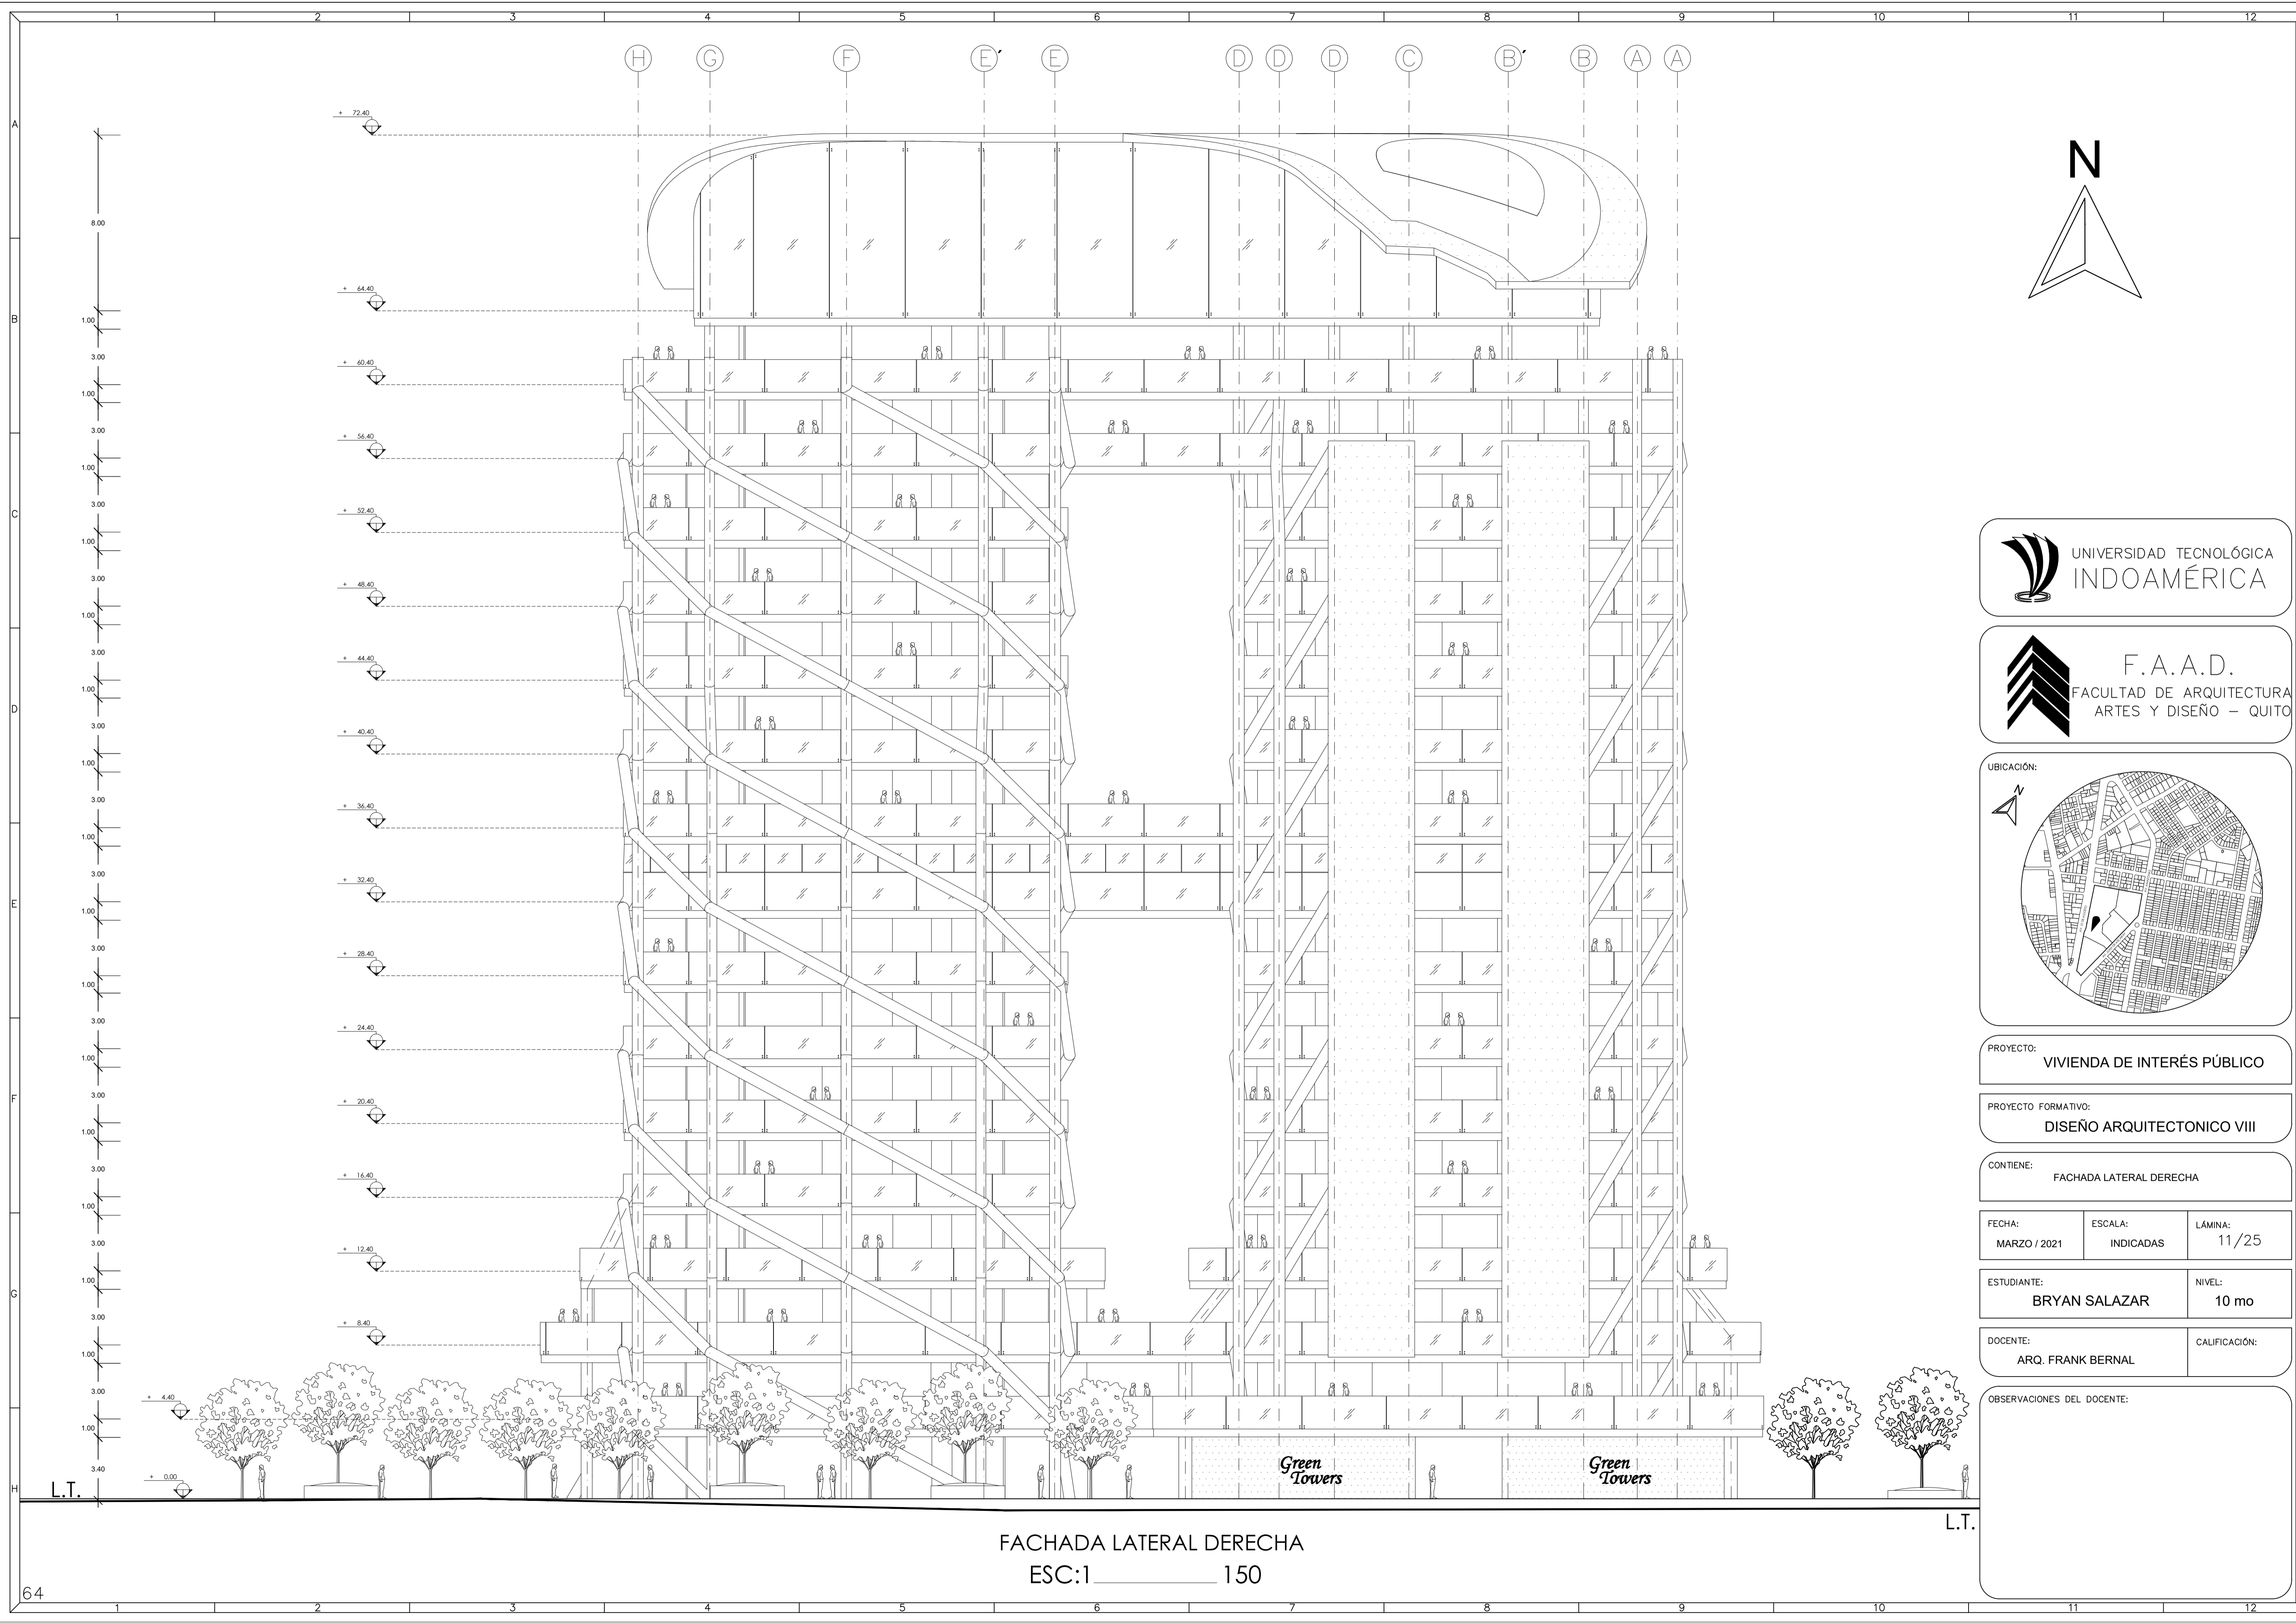 1 2 3 4 5 6 7 8 9 10 11 12
H G F E´ E D D D C B´ B A A
A
B
C
D
E
F
G
H
+ 72.40
+ 64.40
+ 60.40
+ 56.40
+ 52.40
+ 48.40
+ 44.40
+ 40.40
+ 36.40
+ 32.40
+ 28.40
+ 24.40
+ 20.40
+ 16.40
+ 12.40
+ 8.40
+ 4.40
+ 0.00
8.00
1.00
3.00
1.00
3.00
1.00
3.00
1.00
3.00
1.00
3.00
1.00
3.00
1.00
3.00
1.00
3.00
1.00
3.00
1.00
3.00
1.00
3.00
1.00
3.00
1.00
3.00
1.00
3.00
1.00
3.00
1.00
3.40
L.T.
Green
Towers
Green
Towers
L.T.
FACHADA LATERAL DERECHA
ESC:1__________ 150
64
1 2 3 4 5 6 7 8 9 10 11 12
N
UNIVERSIDAD TECNOLÓGICA
INDOAMÉRICA
F.A.A.D.
FACULTAD DE ARQUITECTURA
ARTES Y DISEÑO – QUITO
UBICACIÓN:
N
PROYECTO:
VIVIENDA DE INTERÉS PÚBLICO
PROYECTO FORMATIVO:
DISEÑO ARQUITECTONICO VIII
CONTIENE:
FACHADA LATERAL DERECHA
FECHA:
MARZO / 2021
ESCALA:
INDICADAS
LÁMINA:
11/25
ESTUDIANTE:
BRYAN SALAZAR
NIVEL:
10 mo
DOCENTE:
ARQ. FRANK BERNAL
CALIFICACIÓN:
OBSERVACIONES DEL DOCENTE: